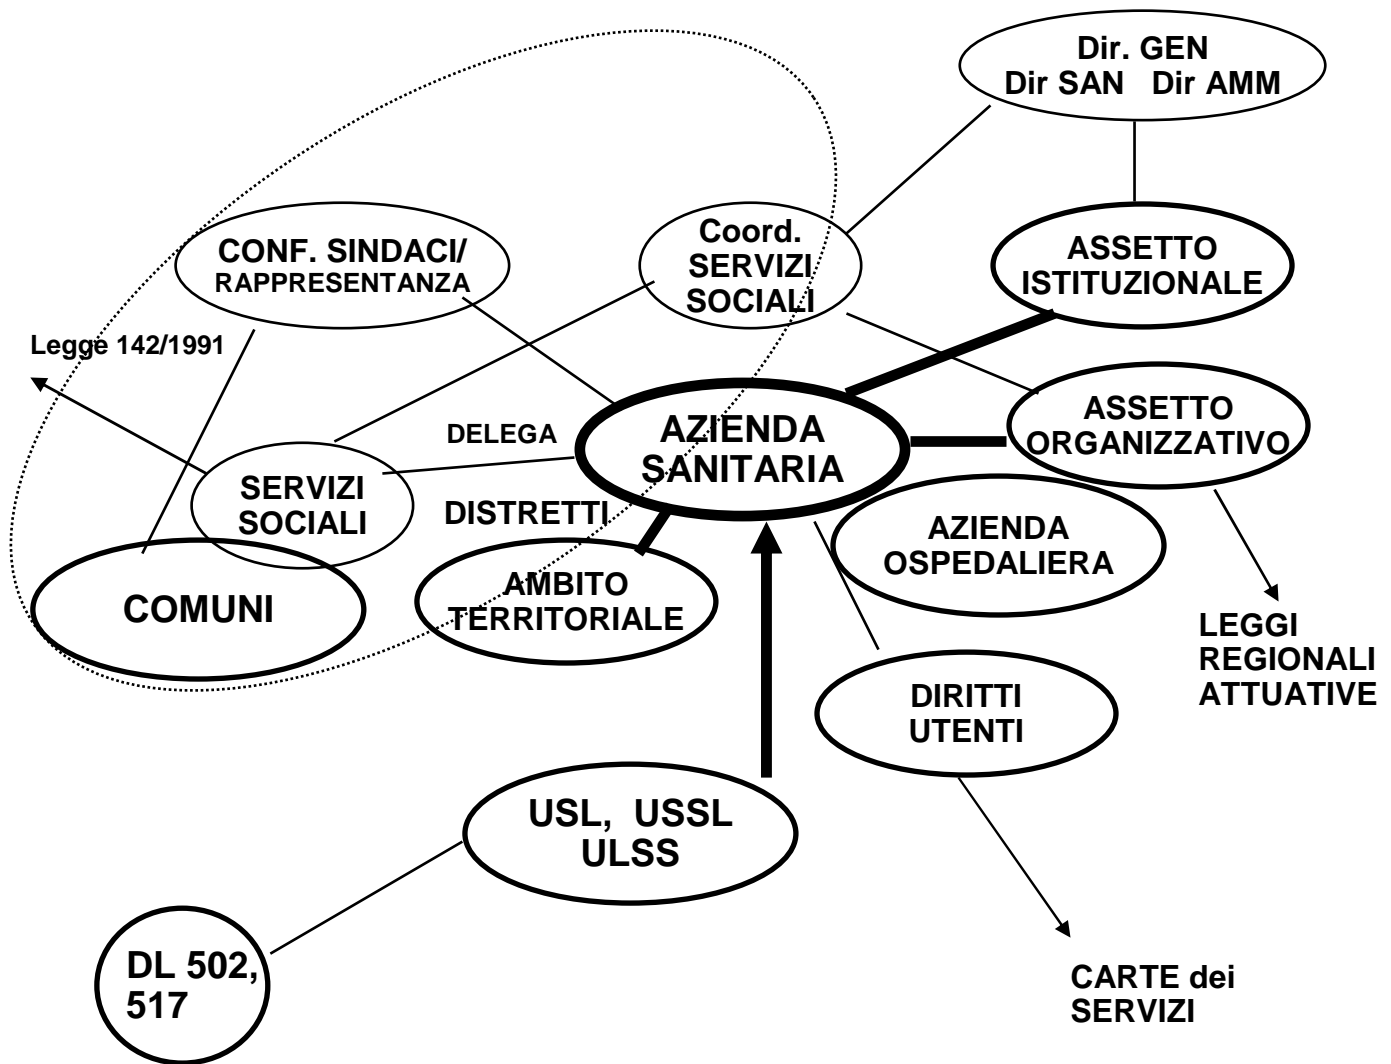 Dir. GEN
Dir SAN Dir AMM
CONF. SINDACI/
RAPPRESENTANZA
Coord.
SERVIZI
SOCIALI
ASSETTO
ISTITUZIONALE
Legge 142/1991
DELEGA
AZIENDA
SANITARIA
ASSETTO
ORGANIZZATIVO
SERVIZI
SOCIALI
DISTRETTI
AZIENDA
OSPEDALIERA
COMUNI
AMBITO
TERRITORIALE
LEGGI
REGIONALI
ATTUATIVE
DIRITTI
UTENTI
USL, USSL
ULSS
DL 502,
517
CARTE dei
SERVIZI